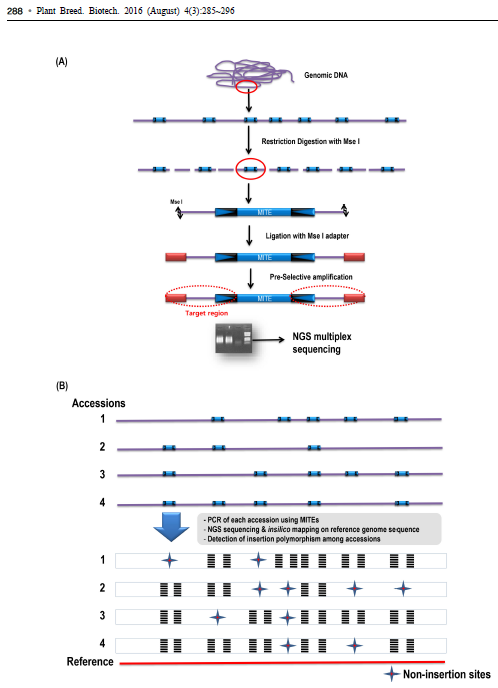 288 • Plant Breed. Biotech. 2016 (August) 4(3):285~296
(A)
Genomic DNA
Restriction Digestion with Mse I
Mse I
MITE
Ligation with Mse I adapter
MITE
Pre-Selective amplification
MITE
Target region
NGS multiplex
sequencing
(B)
Accessions
1
2
3
4
- PCR of each accession using MITEs
- NGS sequencing & insilico mapping on reference genome sequence
- Detection of insertion polymorphism among accessions
1
2
3
4
Reference
Non-insertion sites